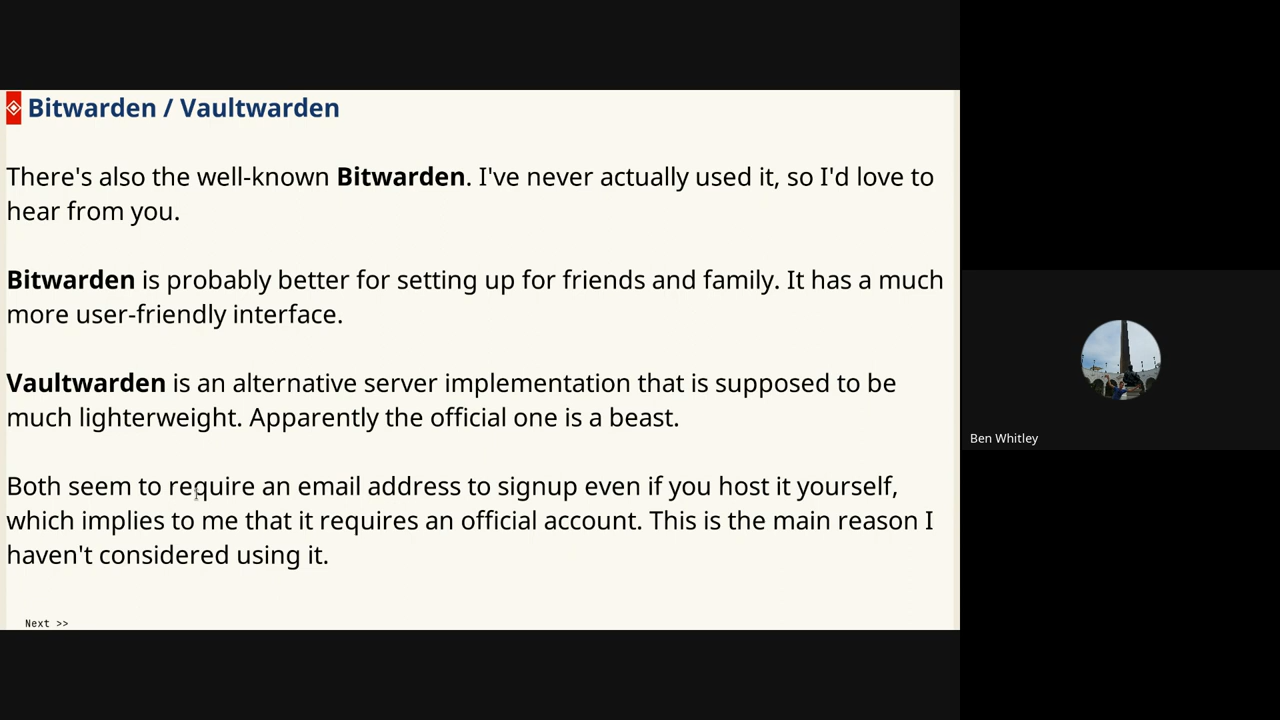 Bitwarden / Vaultwarden
There's also the well-known Bitwarden. I've never actually used it, so I'd love to
hear from you.
Bitwarden is probably better for setting up for friends and family. It has a much
more user-friendly interface.
Vaultwarden is an alternative server implementation that is supposed to be
much lighterweight. Apparently the official one is a beast.
Both seem to require an email address to signup even if you host it yourself,
which implies to me that it requires an official account. This is the main reason I
haven't considered using it.
Next >>
Ben Whitley